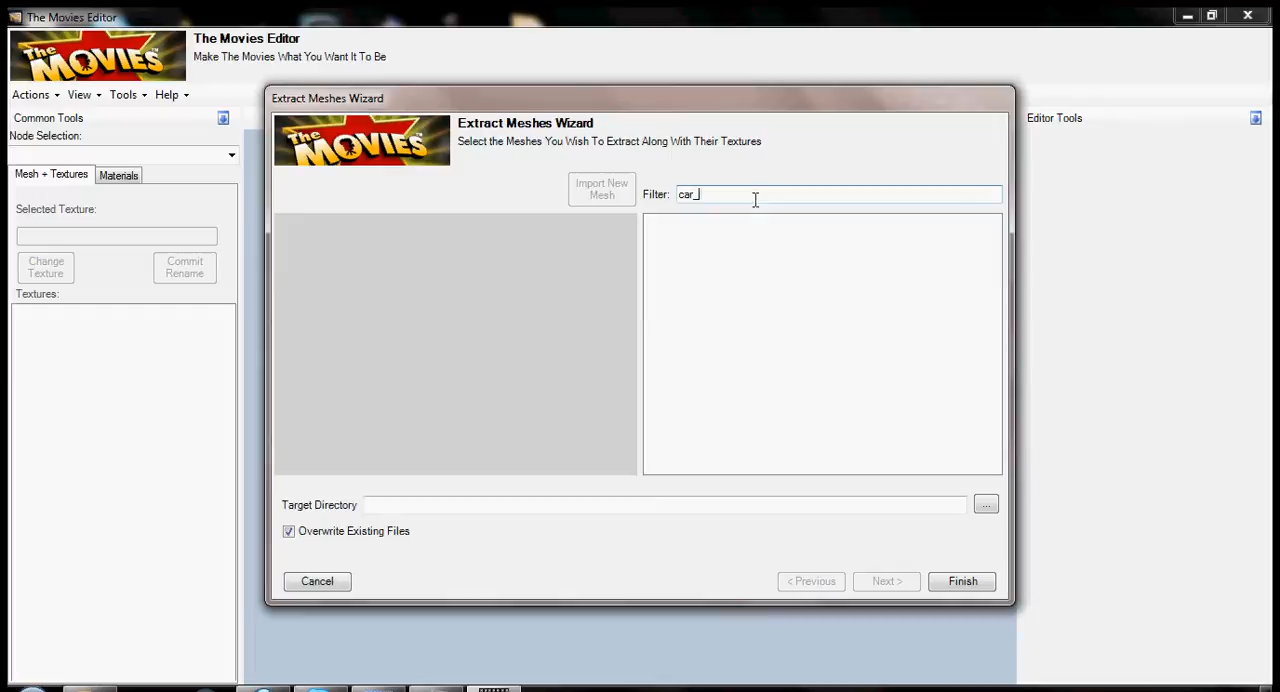 The Movies Editor
THE MOVIES
The Movies Editor
Make The Movies What You Want It To Be
Actions View Tools Help
Common Tools
Node Selection:
Mesh + Textures Materials
Selected Texture:
Change Texture
Commit Rename
Textures:
Extract Meshes Wizard
THE MOVIES
Extract Meshes Wizard
Select the Meshes You Wish To Extract Along With Their Textures
Import New Mesh
Filter: car_
Target Directory ...
Overwrite Existing Files
Cancel < Previous Next > Finish
Editor Tools